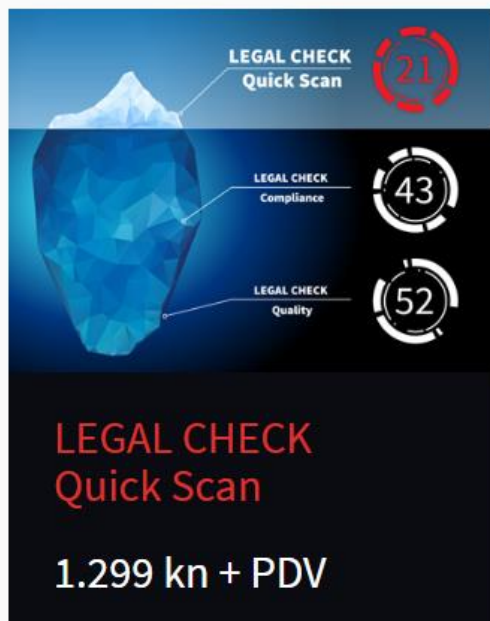 LEGAL CHECK
Quick Scan
21
LEGAL CHECK
Compliance
43
LEGAL CHECK
Quality
52
LEGAL CHECK
Quick Scan
1.299 kn + PDV